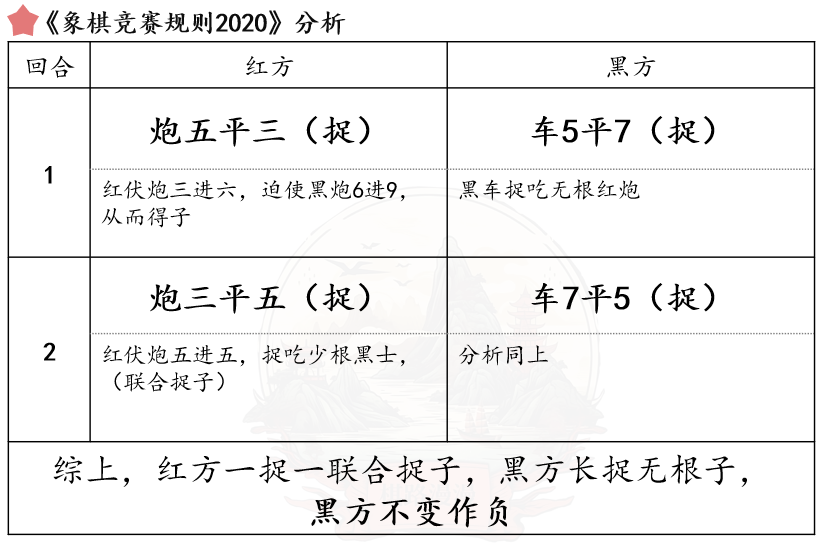 《象棋竞赛规则2020》分析
回合 红方 黑方
1
炮五平三（捉） 车5平7（捉）
红伏炮三进六，迫使黑炮6进9，
从而得子
黑车捉吃无根红炮
2
炮三平五（捉） 车7平5（捉）
红伏炮五进五，捉吃少根黑士，
（联合捉子）
分析同上
综上，红方一捉一联合捉子，黑方长捉无根子，
黑方不变作负